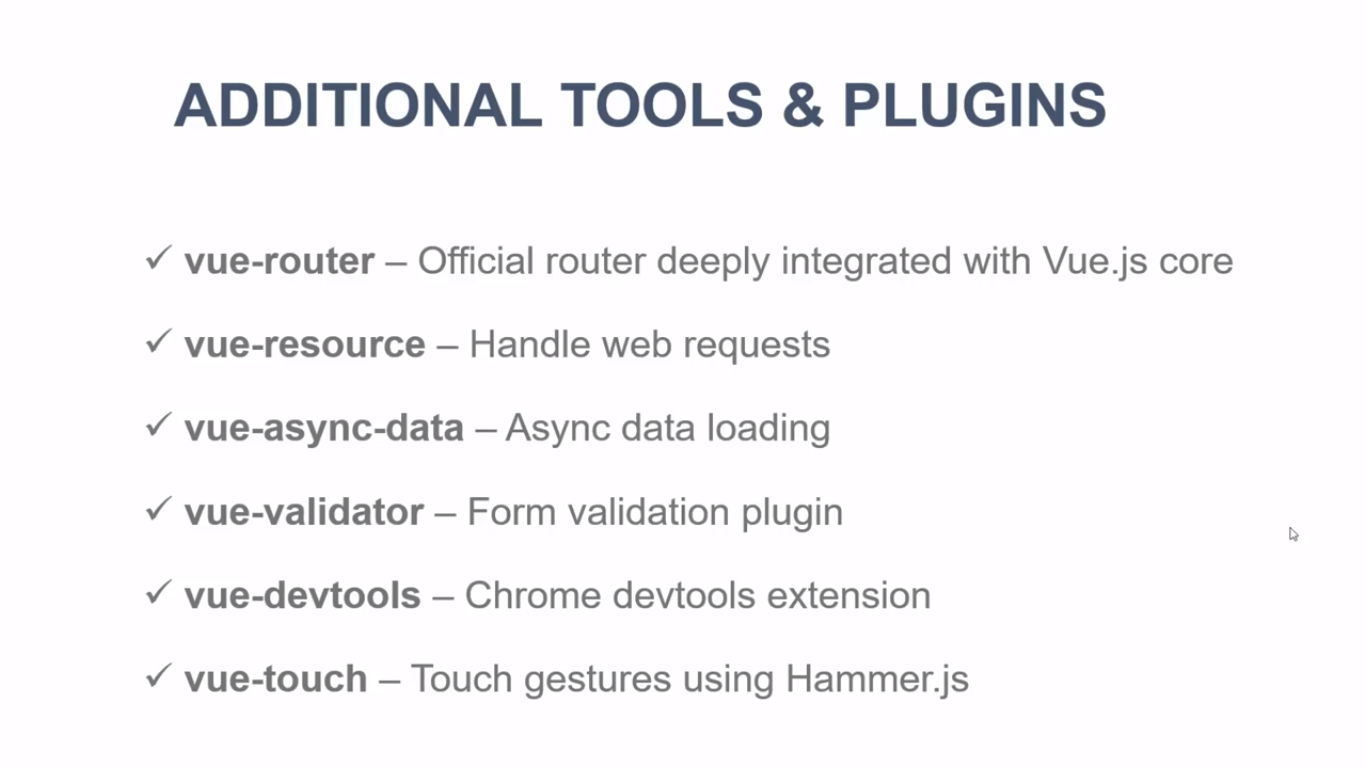 ADDITIONAL TOOLS & PLUGINS
✓ vue-router – Official router deeply integrated with Vue.js core
✓ vue-resource – Handle web requests
✓ vue-async-data – Async data loading
✓ vue-validator – Form validation plugin
✓ vue-devtools – Chrome devtools extension
✓ vue-touch – Touch gestures using Hammer.js